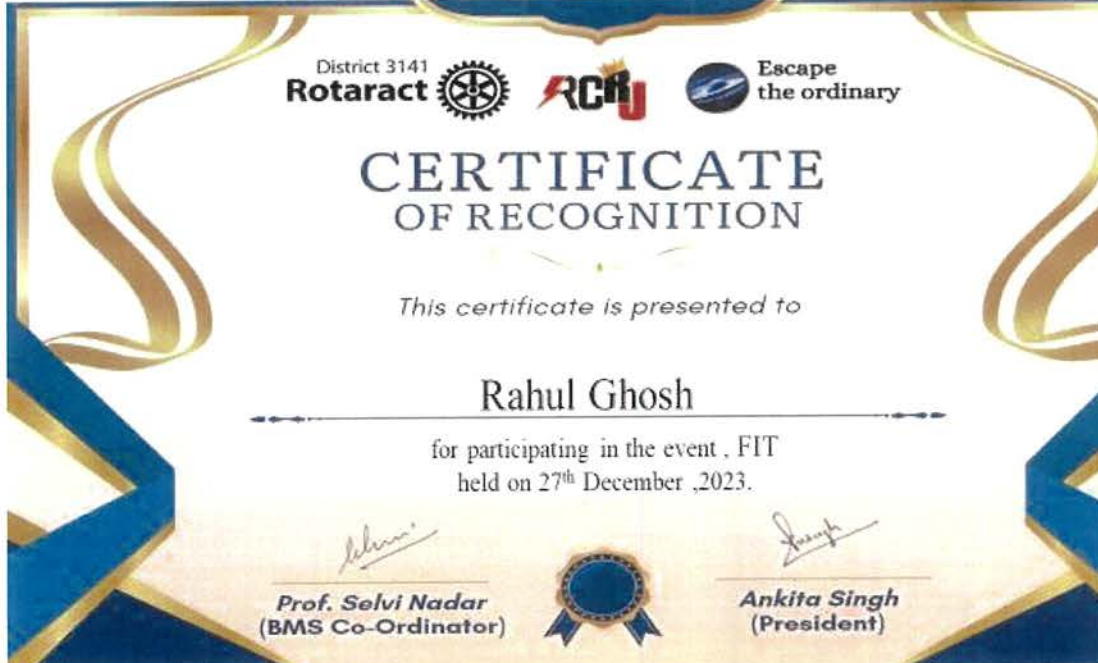 District 3141
Rotaract
RCRJ
Escape
the ordinary
CERTIFICATE
OF RECOGNITION
This certificate is presented to
Rahul Ghosh
for participating in the event , FIT
held on 27th December ,2023.
Prof. Selvi Nadar
(BMS Co-Ordinator)
Ankita Singh
(President)